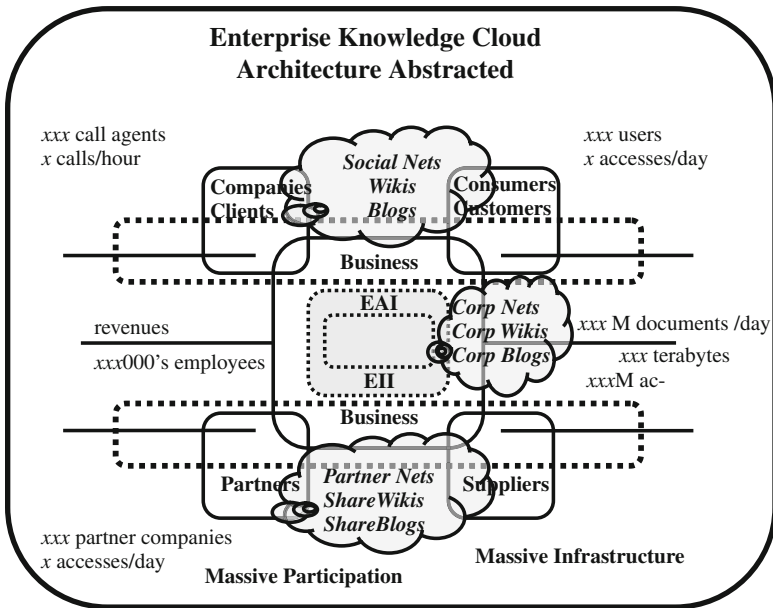 Enterprise Knowledge Cloud
Architecture Abstracted
xxx call agents
x calls/hour
xxx users
x accesses/day
Social Nets
Wikis
Blogs
Companies
Clients
Consumers
Customers
Business
EAI
Corp Nets
Corp Wikis
Corp Blogs
revenues
xxx000's employees
xxx M documents /day
xxx terabytes
xxxM ac-
EII
Business
Partners
Partner Nets
ShareWikis
ShareBlogs
Suppliers
xxx partner companies
x accesses/day
Massive Participation
Massive Infrastructure